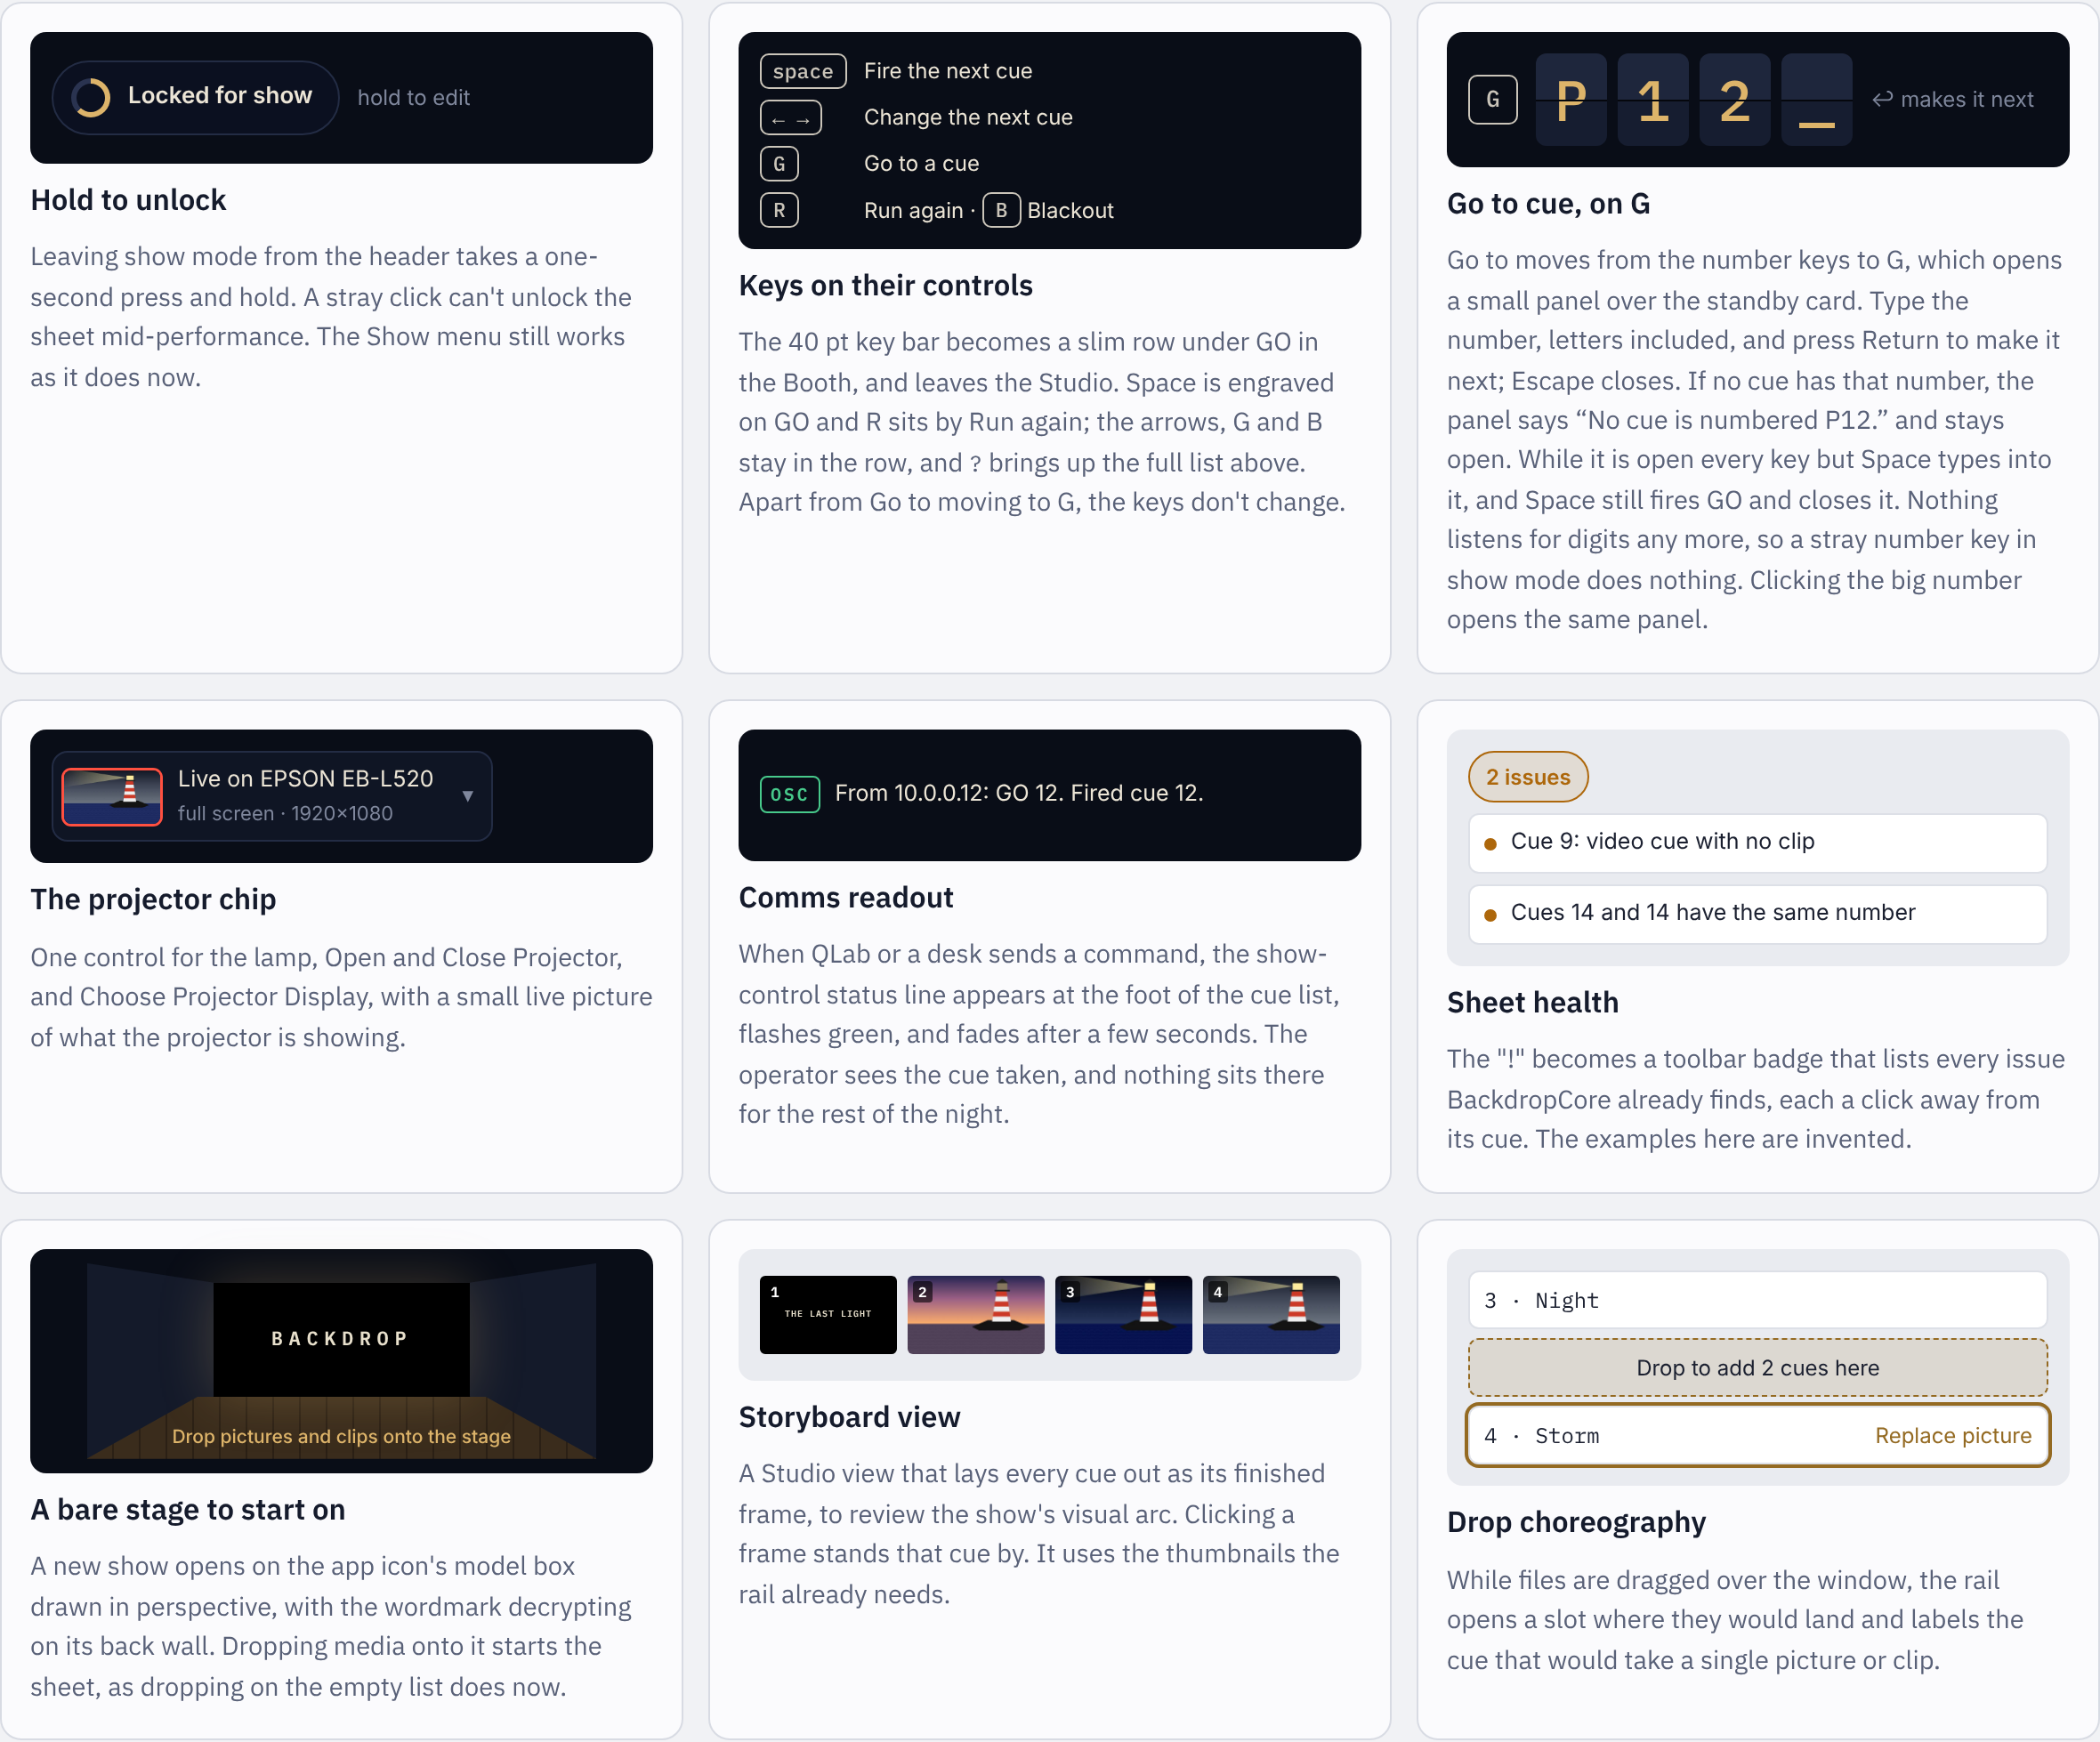 Locked for show
hold to edit
Hold to unlock
Leaving show mode from the header takes a one-
second press and hold. A stray click can't unlock the
sheet mid-performance. The Show menu still works
as it does now.
space Fire the next cue
← → Change the next cue
G Go to a cue
R Run again · B Blackout
Keys on their controls
The 40 pt key bar becomes a slim row under GO in
the Booth, and leaves the Studio. Space is engraved
on GO and R sits by Run again; the arrows, G and B
stay in the row, and ? brings up the full list above.
Apart from Go to moving to G, the keys don't change.
G P 1 2 _ ↩ makes it next
Go to cue, on G
Go to moves from the number keys to G, which opens
a small panel over the standby card. Type the
number, letters included, and press Return to make it
next; Escape closes. If no cue has that number, the
panel says “No cue is numbered P12.” and stays
open. While it is open every key but Space types into
it, and Space still fires GO and closes it. Nothing
listens for digits any more, so a stray number key in
show mode does nothing. Clicking the big number
opens the same panel.
Live on EPSON EB-L520
full screen · 1920×1080
The projector chip
One control for the lamp, Open and Close Projector,
and Choose Projector Display, with a small live picture
of what the projector is showing.
OSC From 10.0.0.12: GO 12. Fired cue 12.
Comms readout
When QLab or a desk sends a command, the show-
control status line appears at the foot of the cue list,
flashes green, and fades after a few seconds. The
operator sees the cue taken, and nothing sits there
for the rest of the night.
2 issues
Cue 9: video cue with no clip
Cues 14 and 14 have the same number
Sheet health
The "!" becomes a toolbar badge that lists every issue
BackdropCore already finds, each a click away from
its cue. The examples here are invented.
BACKDROP
Drop pictures and clips onto the stage
A bare stage to start on
A new show opens on the app icon's model box
drawn in perspective, with the wordmark decrypting
on its back wall. Dropping media onto it starts the
sheet, as dropping on the empty list does now.
1 2 3 4
THE LAST LIGHT
Storyboard view
A Studio view that lays every cue out as its finished
frame, to review the show's visual arc. Clicking a
frame stands that cue by. It uses the thumbnails the
rail already needs.
3 · Night
Drop to add 2 cues here
4 · Storm Replace picture
Drop choreography
While files are dragged over the window, the rail
opens a slot where they would land and labels the
cue that would take a single picture or clip.